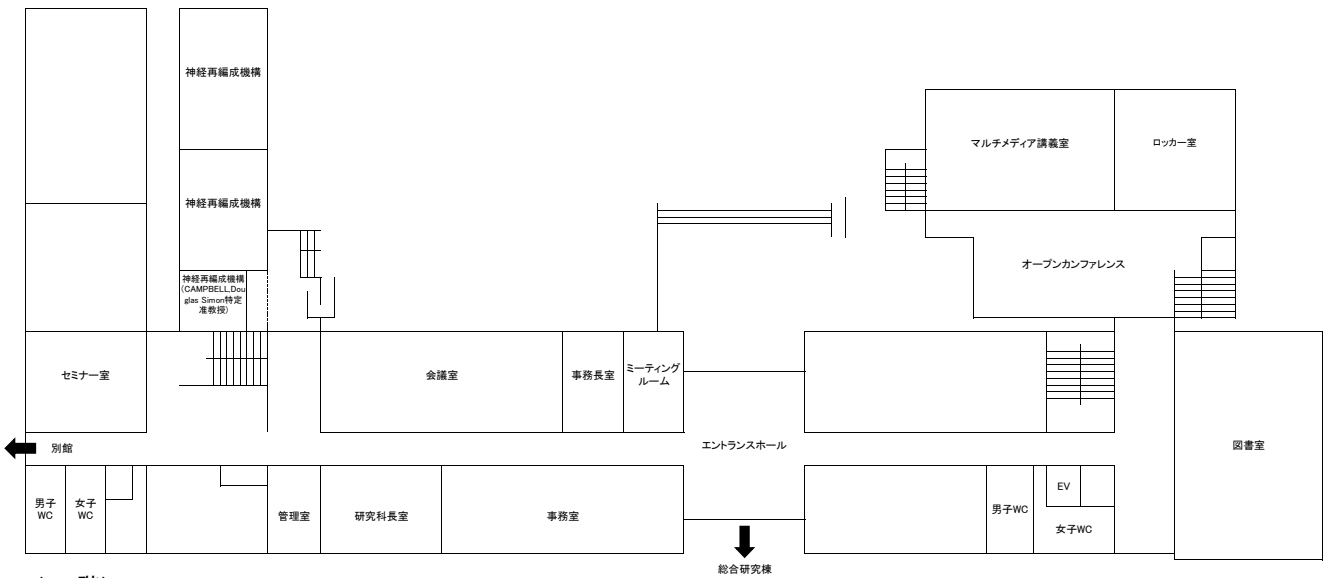 神経再編成機構
神経再編成機構
神経再編成機構
(CAMPBELL,Dou
glas Simon特定
准教授)
マルチメディア講義室
ロッカー室
オープンカンファレンス
セミナー室
会議室
事務長室
ミーティング
ルーム
別館
エントランスホール
図書室
男子
WC
女子
WC
管理室
研究科長室
事務室
男子WC
EV
女子WC
総合研究棟